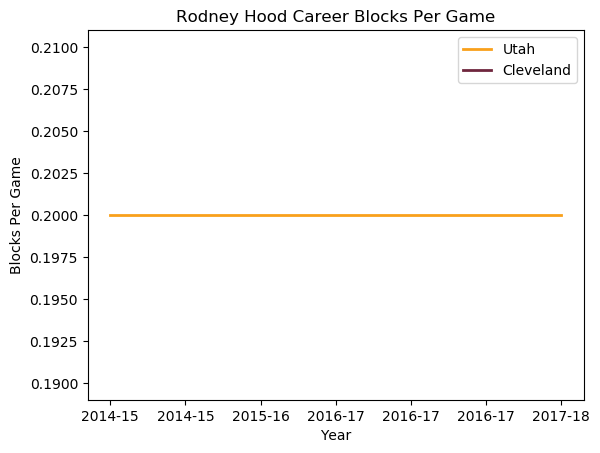 Rodney Hood Career Blocks Per Game
Utah
Cleveland
Blocks Per Game
0.2100
0.2075
0.2050
0.2025
0.2000
0.1975
0.1950
0.1925
0.1900
2014-15 2014-15 2015-16 2016-17 2016-17 2016-17 2017-18
Year